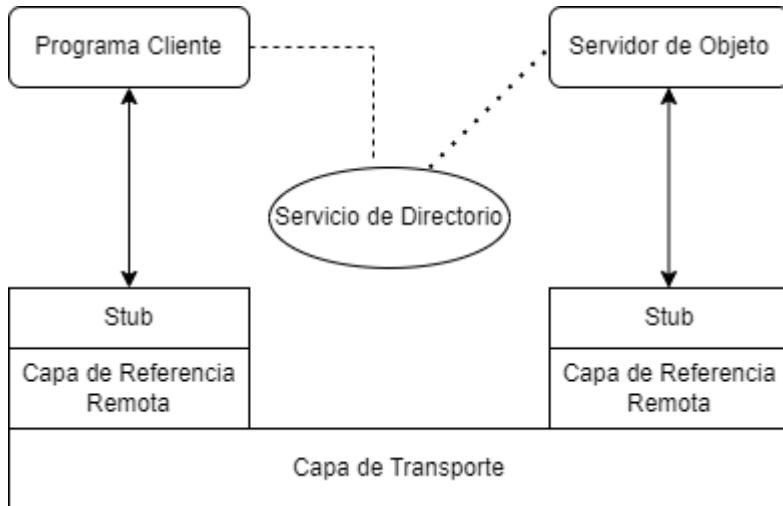 Programa Cliente
Servidor de Objeto
Servicio de Directorio
Stub
Stub
Capa de Referencia
Remota
Capa de Referencia
Remota
Capa de Transporte